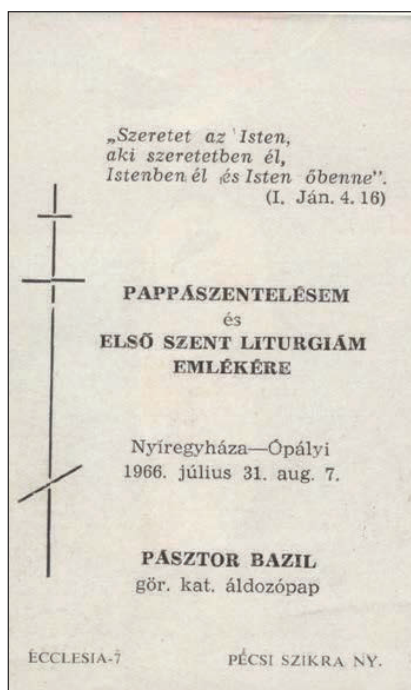 „Szeretet az Isten,
aki szeretetben él,
Istenben él és Isten őbenne”.
(I. Ján. 4. 16)
PAPPÁSZENTELÉSEM
és
ELSŐ SZENT LITURGIÁM
EMLÉKÉRE
Nyíregyháza—Ópályi
1966. július 31. aug. 7.
PÁSZTOR BAZIL
gör. kat. áldozópap
ECCLESIA-7 PÉCSI SZIKRA NY.